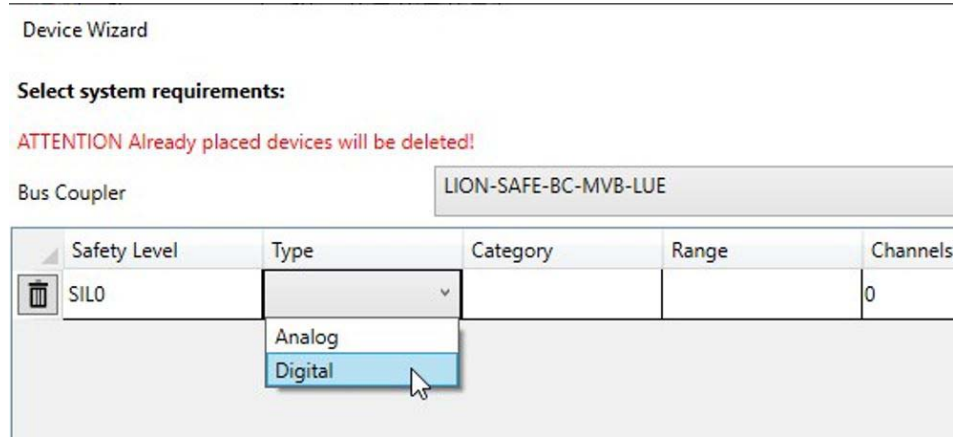 Device Wizard
Select system requirements:
ATTENTION Already placed devices will be deleted!
Bus Coupler LION-SAFE-BC-MVB-LUE
Safety Level Type Category Range Channels
SIL0 0
Analog
Digital